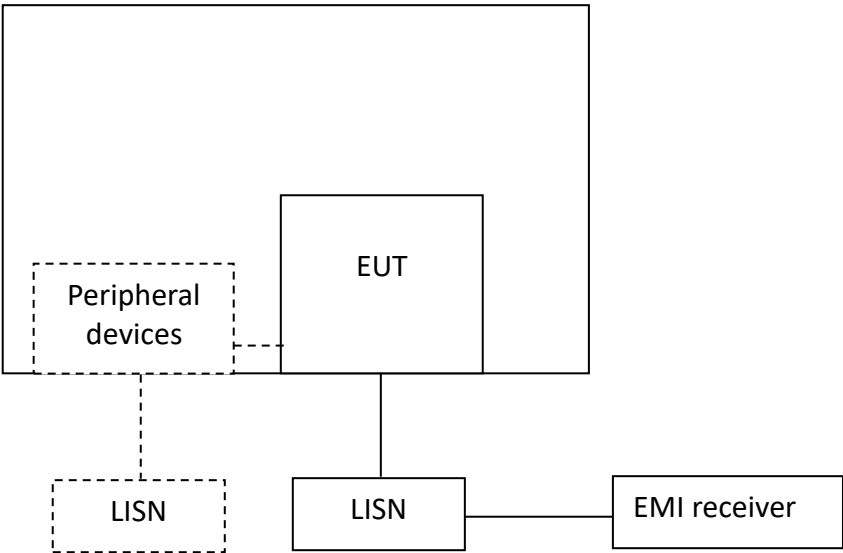 EUT
Peripheral
devices
LISN
LISN
EMI receiver